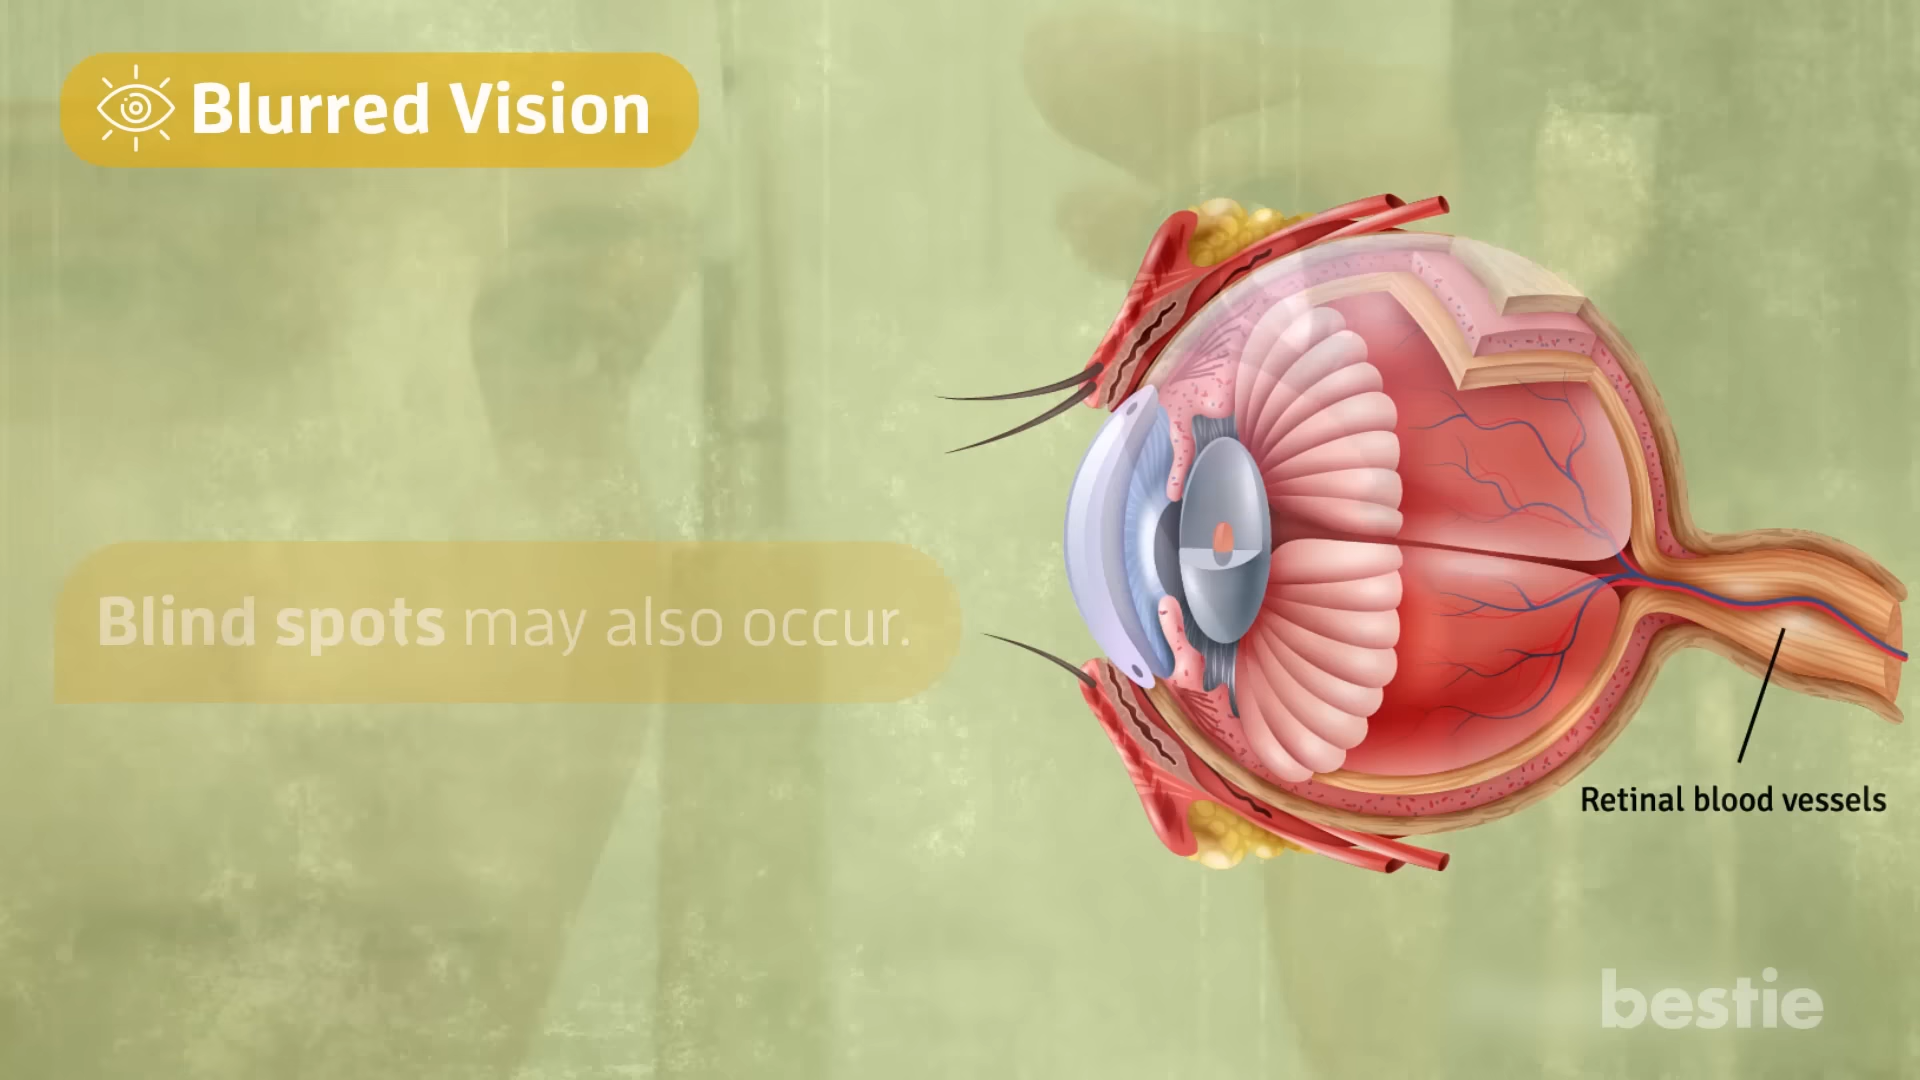 Blurred Vision
Blind spots may also occur.
Retinal blood vessels
bestie